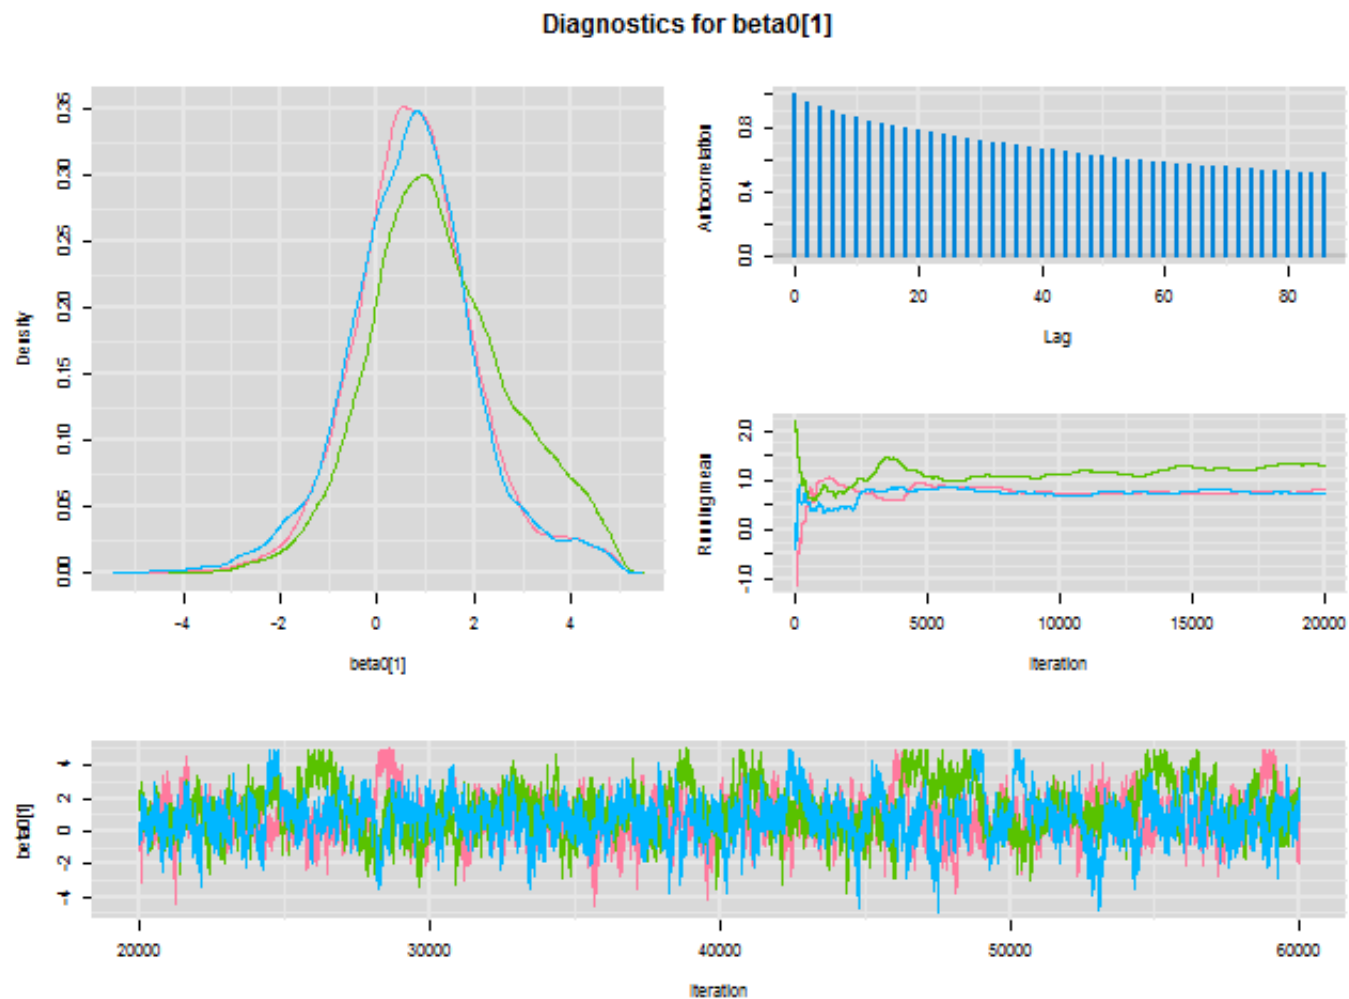 Diagnostics for beta0[1]
Density
0.35
0.30
0.25
0.20
0.15
0.10
0.05
0.00
-4 -2 0 2 4
beta0[1]
Autocorrelation
0.8
0.4
0.0
0 20 40 60 80
Lag
Running mean
2.0
1.0
0.0
-1.0
0 5000 10000 15000 20000
Iteration
beta0[1]
4
2
0
-2
-4
20000 30000 40000 50000 60000
Iteration